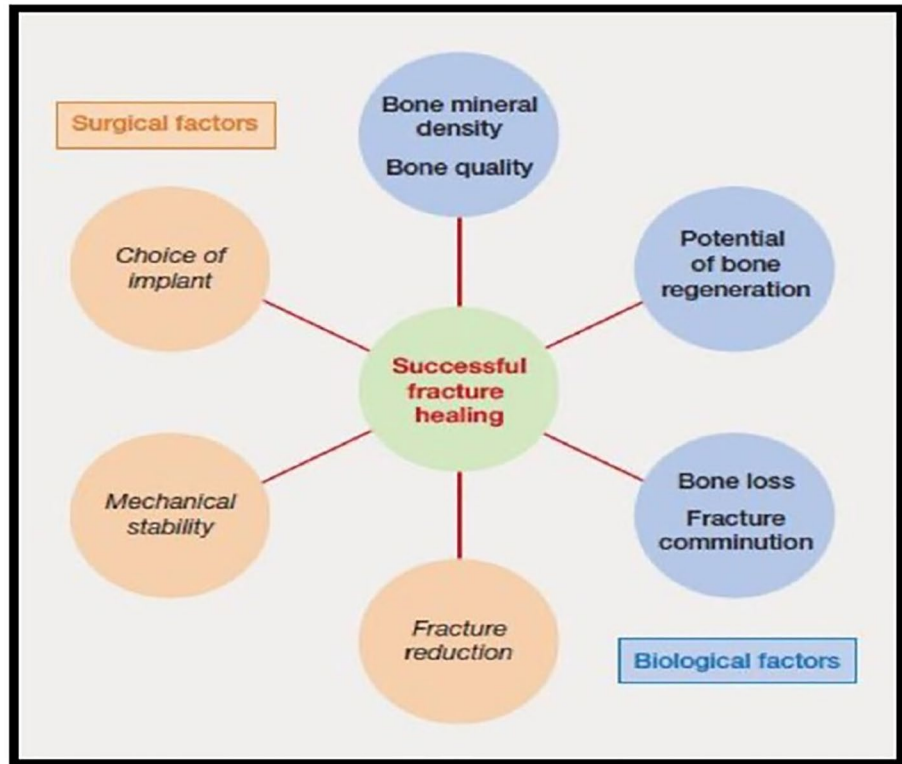 Surgical factors
Bone mineral
density
Bone quality
Choice of
implant
Potential
of bone
regeneration
Successful
fracture
healing
Mechanical
stability
Bone loss
Fracture
comminution
Fracture
reduction
Biological factors